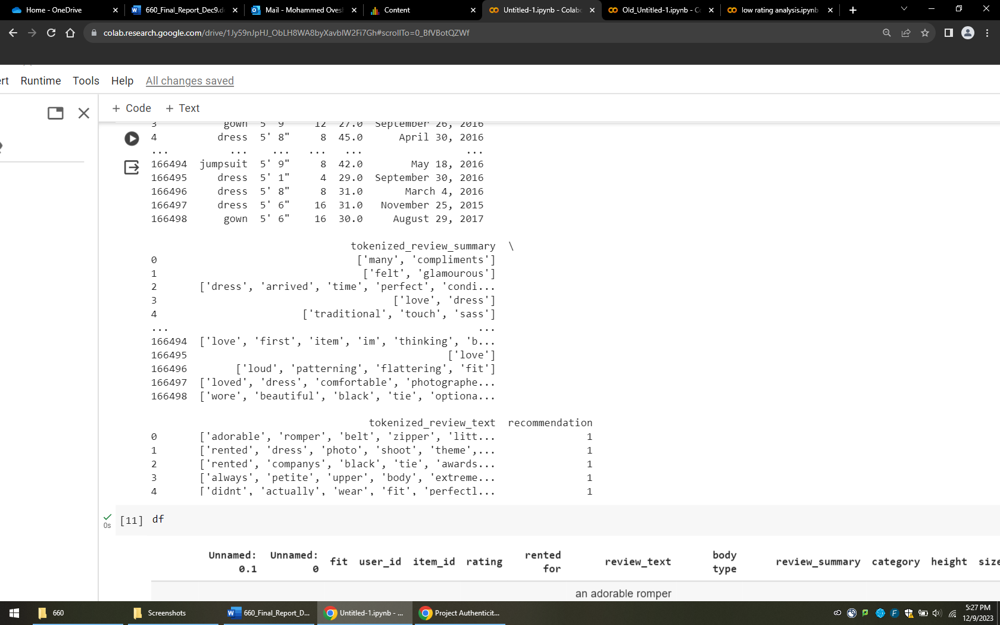 Home - OneDrive
660_Final_Report_Dec9.d
Mail - Mohammed Oves
Content
Untitled-1.ipynb - Colab
Old_Untitled-1.ipynb - C
low rating analysis.ipynb
colab.research.google.com/drive/1Jy59nJpHJ_ObLH8WA8byXavblW2Fi7Gh#scrollTo=0_BfVBotQZWf
ert Runtime Tools Help All changes saved
+ Code + Text
3 gown 5' 9" 12 27.0 September 26, 2016
4 dress 5' 8" 8 45.0 April 30, 2016
... ... ... ... ... ...
166494 jumpsuit 5' 9" 8 42.0 May 18, 2016
166495 dress 5' 1" 4 29.0 September 30, 2016
166496 dress 5' 8" 8 31.0 March 4, 2016
166497 dress 5' 6" 16 31.0 November 25, 2015
166498 gown 5' 6" 16 30.0 August 29, 2017
tokenized_review_summary \
0 ['many', 'compliments']
1 ['felt', 'glamourous']
2 ['dress', 'arrived', 'time', 'perfect', 'condi...
3 ['love', 'dress']
4 ['traditional', 'touch', 'sass']
... ...
166494 ['love', 'first', 'item', 'im', 'thinking', 'b...
166495 ['love']
166496 ['loud', 'patterning', 'flattering', 'fit']
166497 ['loved', 'dress', 'comfortable', 'photographe...
166498 ['wore', 'beautiful', 'black', 'tie', 'optiona...
tokenized_review_text recommendation
0 ['adorable', 'romper', 'belt', 'zipper', 'litt... 1
1 ['rented', 'dress', 'photo', 'shoot', 'theme',... 1
2 ['rented', 'companys', 'black', 'tie', 'awards... 1
3 ['always', 'petite', 'upper', 'body', 'extreme... 1
4 ['didnt', 'actually', 'wear', 'fit', 'perfectl... 1
[11] df
0s
Unnamed: 0.1 Unnamed: 0 fit user_id item_id rating rented for review_text body type review_summary category height size
an adorable romper
660
Screenshots
660_Final_Report_D...
Untitled-1.ipynb - ...
Project Authenticit...
5:27 PM
12/9/2023